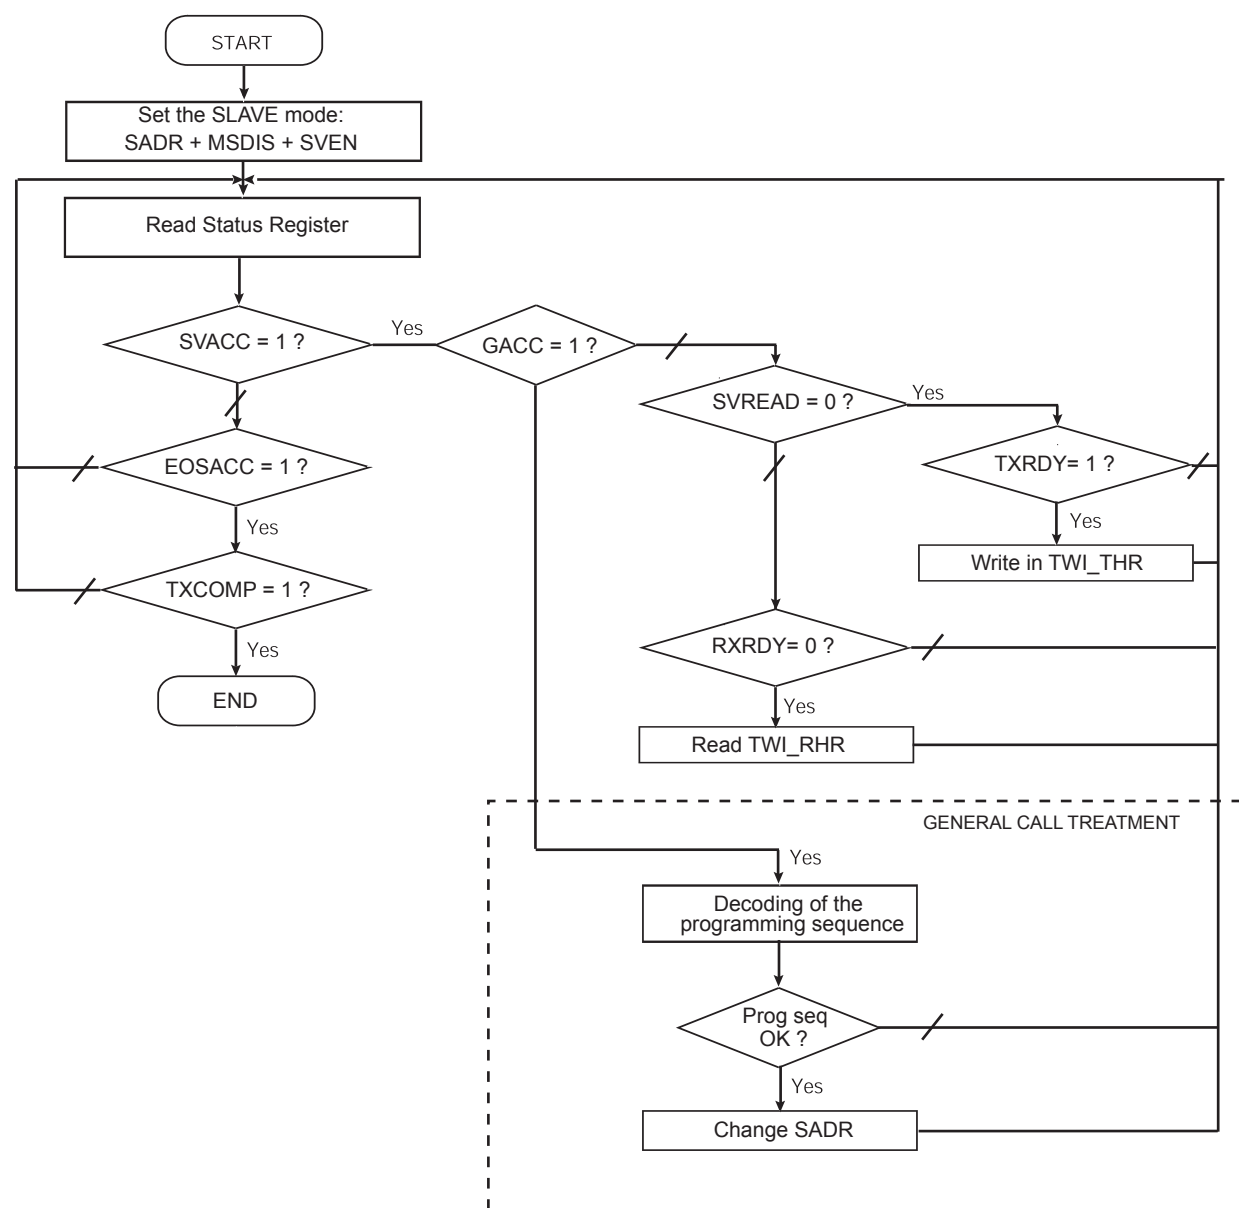 START
Set the SLAVE mode:
SADR + MSDIS + SVEN
Read Status Register
SVACC = 1 ?
Yes
GACC = 1 ?
SVREAD = 0 ?
Yes
EOSACC = 1 ?
TXRDY= 1 ?
Yes
Yes
Write in TWI_THR
TXCOMP = 1 ?
Yes
RXRDY= 0 ?
END
Yes
Read TWI_RHR
GENERAL CALL TREATMENT
Yes
Decoding of the
programming sequence
Prog seq
OK ?
Yes
Change SADR